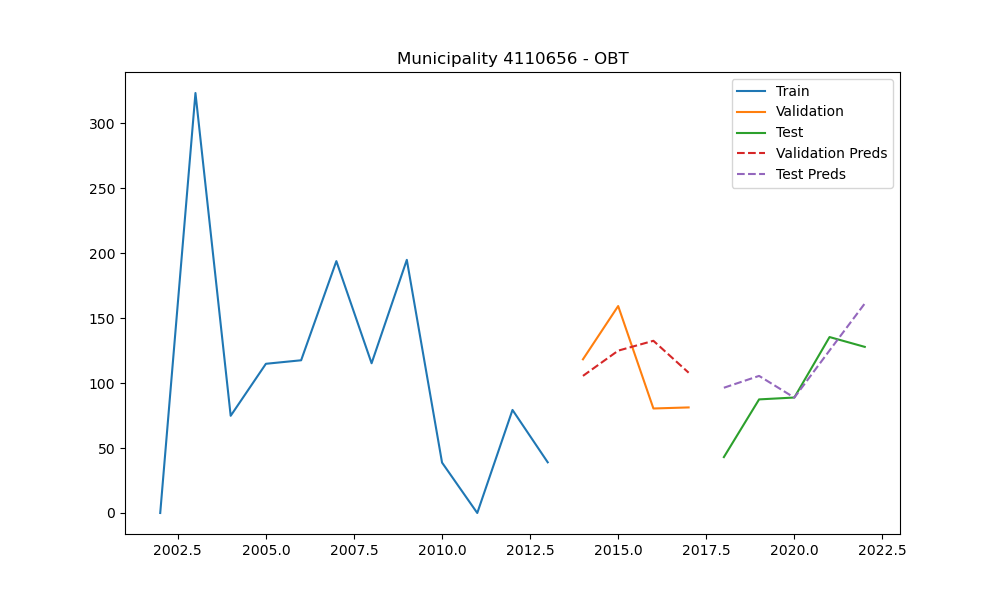 Municipality 4110656 - OBT
Train
Validation
Test
Validation Preds
Test Preds
300
250
200
150
100
50
0
2002.5 2005.0 2007.5 2010.0 2012.5 2015.0 2017.5 2020.0 2022.5